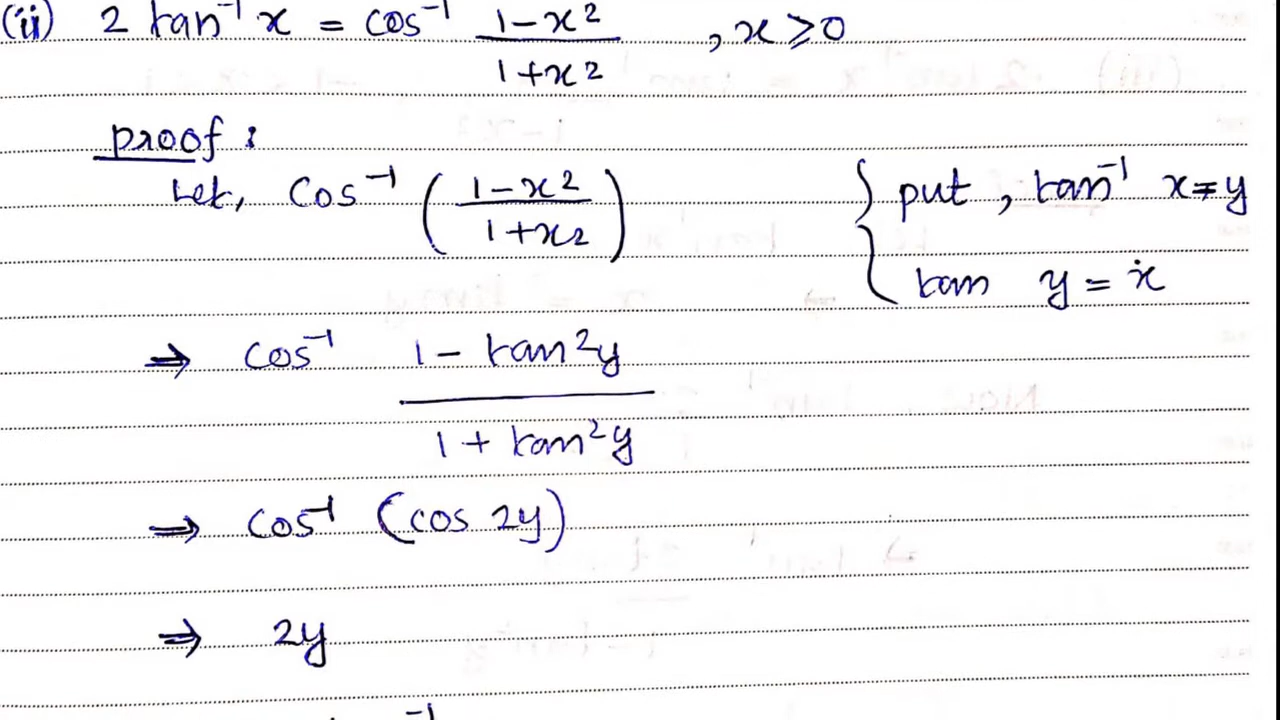 (ii) 2 tan⁻¹ x = cos⁻¹ (1-x²)/(1+x²) , x ≥ 0
proof :
Let, Cos⁻¹ ((1-x²)/(1+x2)) { put, tan⁻¹ x = y
{ tan y = x
⇒ cos⁻¹ (1 - tan²y)/(1 + tan²y)
⇒ cos⁻¹ (cos 2y)
⇒ 2y